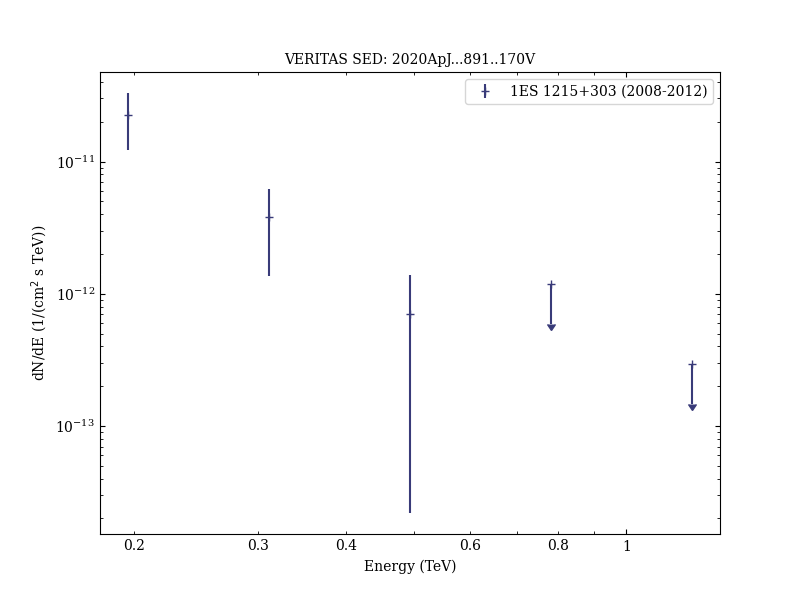 VERITAS SED: 2020ApJ...891..170V
1ES 1215+303 (2008-2012)
dN/dE (1/(cm² s TeV))
10⁻¹¹
10⁻¹²
10⁻¹³
0.2 0.3 0.4 0.6 0.8 1
Energy (TeV)